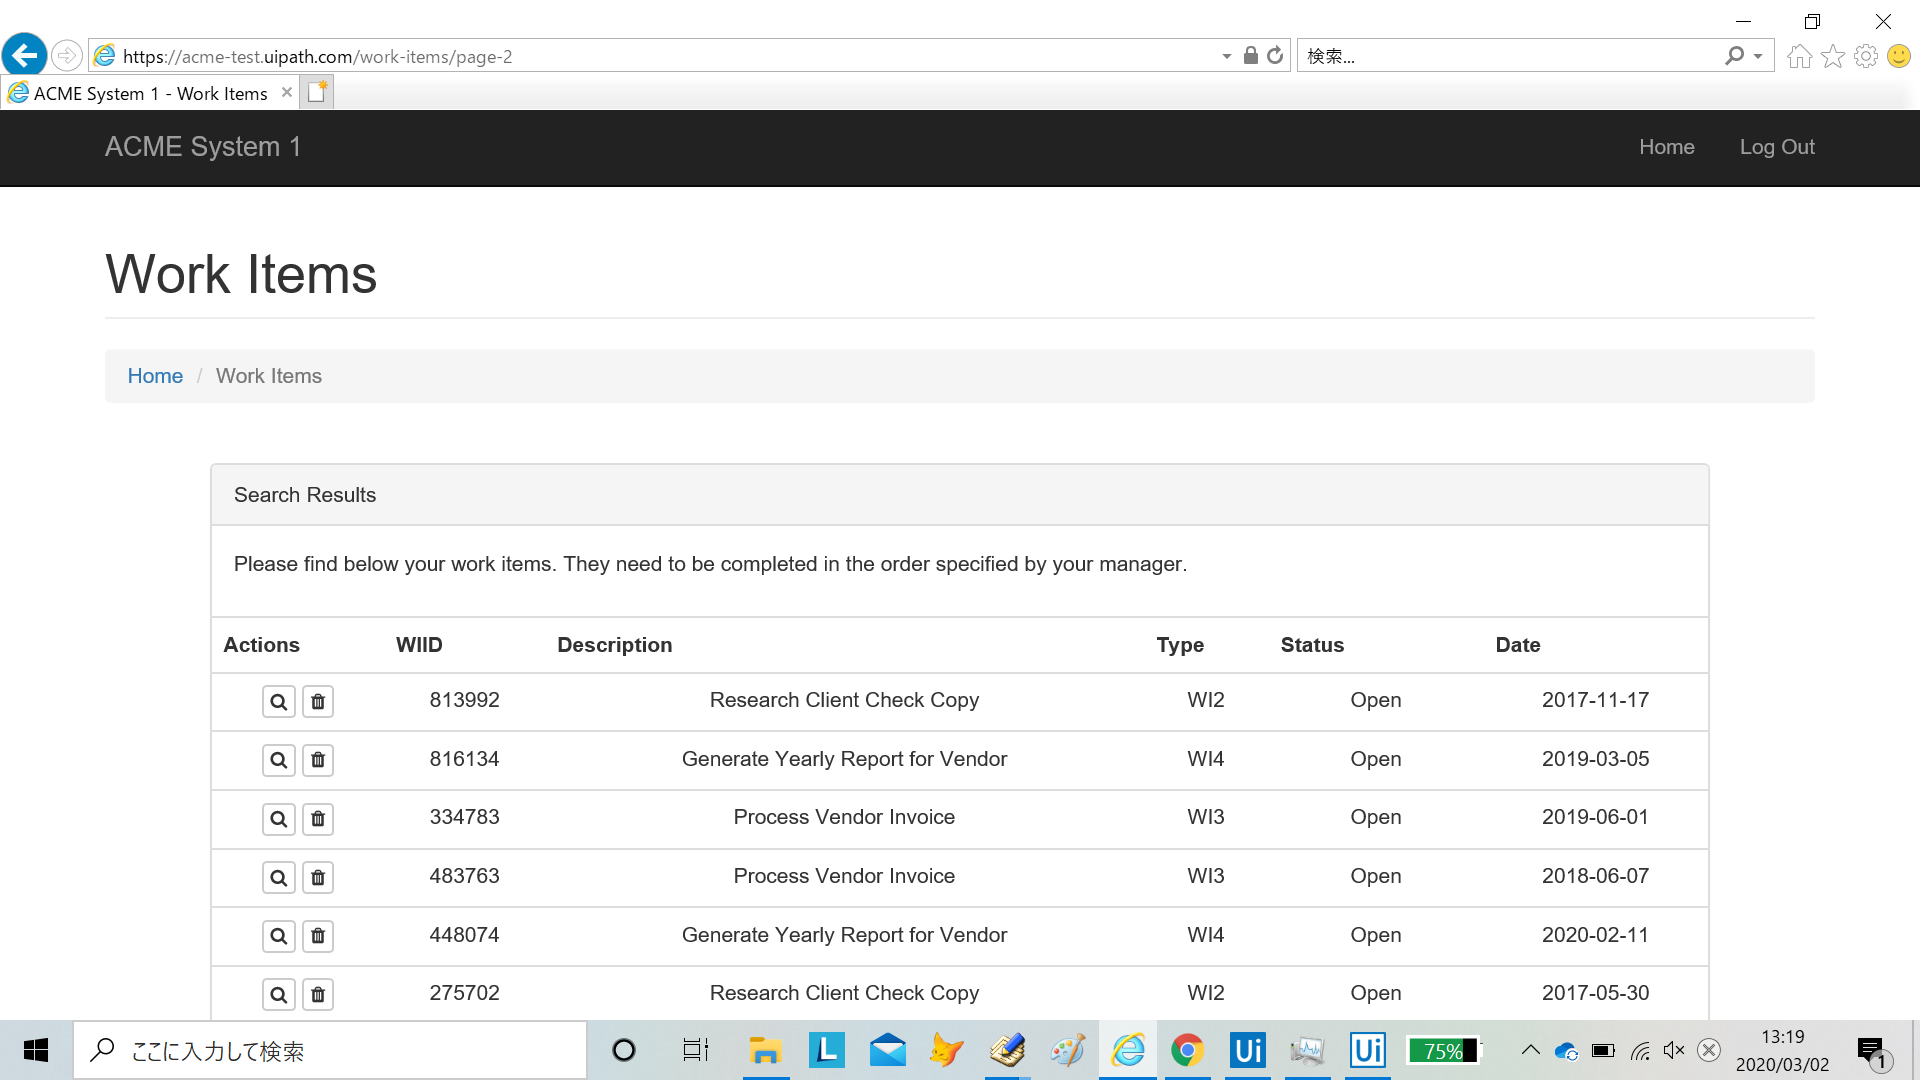 https://acme-test.uipath.com/work-items/page-2
検索...
ACME System 1 - Work Items
ACME System 1
Home
Log Out
Work Items
Home / Work Items
Search Results
Please find below your work items. They need to be completed in the order specified by your manager.
Actions WIID Description Type Status Date
813992 Research Client Check Copy WI2 Open 2017-11-17
816134 Generate Yearly Report for Vendor WI4 Open 2019-03-05
334783 Process Vendor Invoice WI3 Open 2019-06-01
483763 Process Vendor Invoice WI3 Open 2018-06-07
448074 Generate Yearly Report for Vendor WI4 Open 2020-02-11
275702 Research Client Check Copy WI2 Open 2017-05-30
ここに入力して検索
L
Ui
Ui
75%
13:19
2020/03/02
1